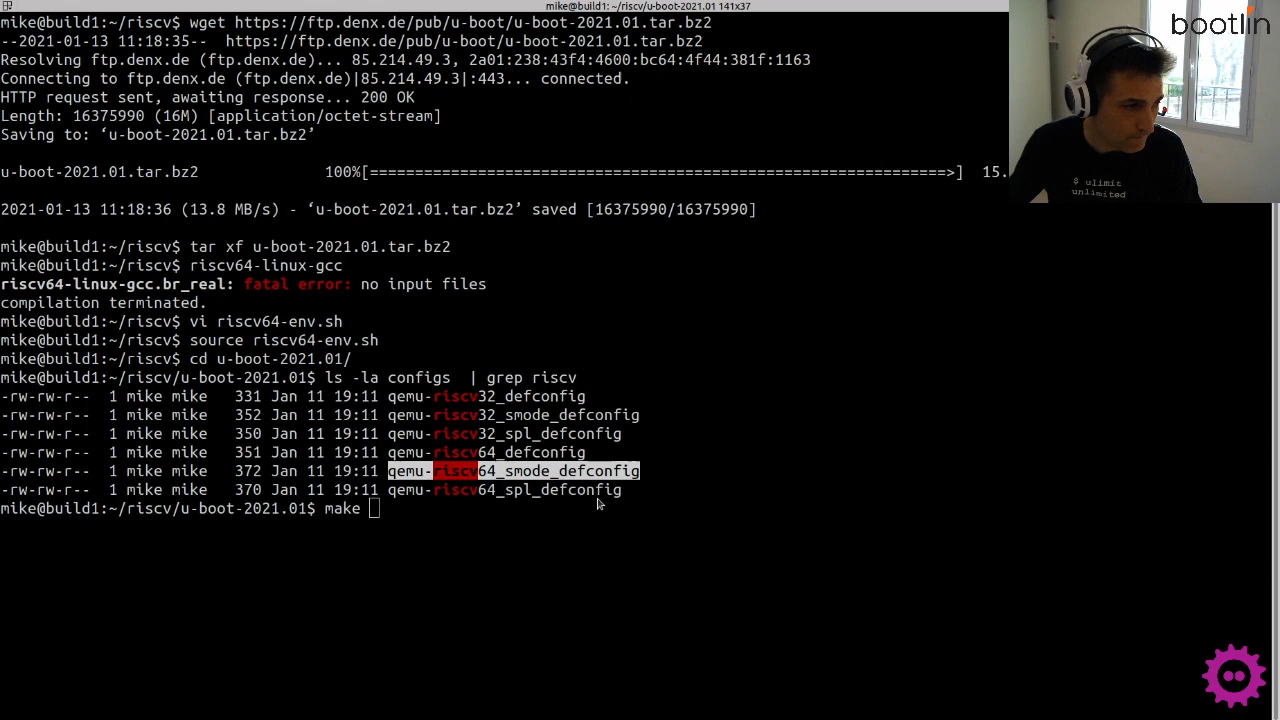 mike@build1:~/riscv/u-boot-2021.01 141x37
mike@build1:~/riscv$ wget https://ftp.denx.de/pub/u-boot/u-boot-2021.01.tar.bz2
--2021-01-13 11:18:35--  https://ftp.denx.de/pub/u-boot/u-boot-2021.01.tar.bz2
Resolving ftp.denx.de (ftp.denx.de)... 85.214.49.3, 2a01:238:43f4:4600:bc64:4f44:381f:1163
Connecting to ftp.denx.de (ftp.denx.de)|85.214.49.3|:443... connected.
HTTP request sent, awaiting response... 200 OK
Length: 16375990 (16M) [application/octet-stream]
Saving to: ‘u-boot-2021.01.tar.bz2’
u-boot-2021.01.tar.bz2              100%[================================================================>]  15.
2021-01-13 11:18:36 (13.8 MB/s) - ‘u-boot-2021.01.tar.bz2’ saved [16375990/16375990]
mike@build1:~/riscv$ tar xf u-boot-2021.01.tar.bz2
mike@build1:~/riscv$ riscv64-linux-gcc
riscv64-linux-gcc.br_real: fatal error: no input files
compilation terminated.
mike@build1:~/riscv$ vi riscv64-env.sh
mike@build1:~/riscv$ source riscv64-env.sh
mike@build1:~/riscv$ cd u-boot-2021.01/
mike@build1:~/riscv/u-boot-2021.01$ ls -la configs  | grep riscv
-rw-rw-r--  1 mike mike    331 Jan 11 19:11 qemu-riscv32_defconfig
-rw-rw-r--  1 mike mike    352 Jan 11 19:11 qemu-riscv32_smode_defconfig
-rw-rw-r--  1 mike mike    350 Jan 11 19:11 qemu-riscv32_spl_defconfig
-rw-rw-r--  1 mike mike    351 Jan 11 19:11 qemu-riscv64_defconfig
-rw-rw-r--  1 mike mike    372 Jan 11 19:11 qemu-riscv64_smode_defconfig
-rw-rw-r--  1 mike mike    370 Jan 11 19:11 qemu-riscv64_spl_defconfig
mike@build1:~/riscv/u-boot-2021.01$ make
bootlin
$ ulimit
unlimited